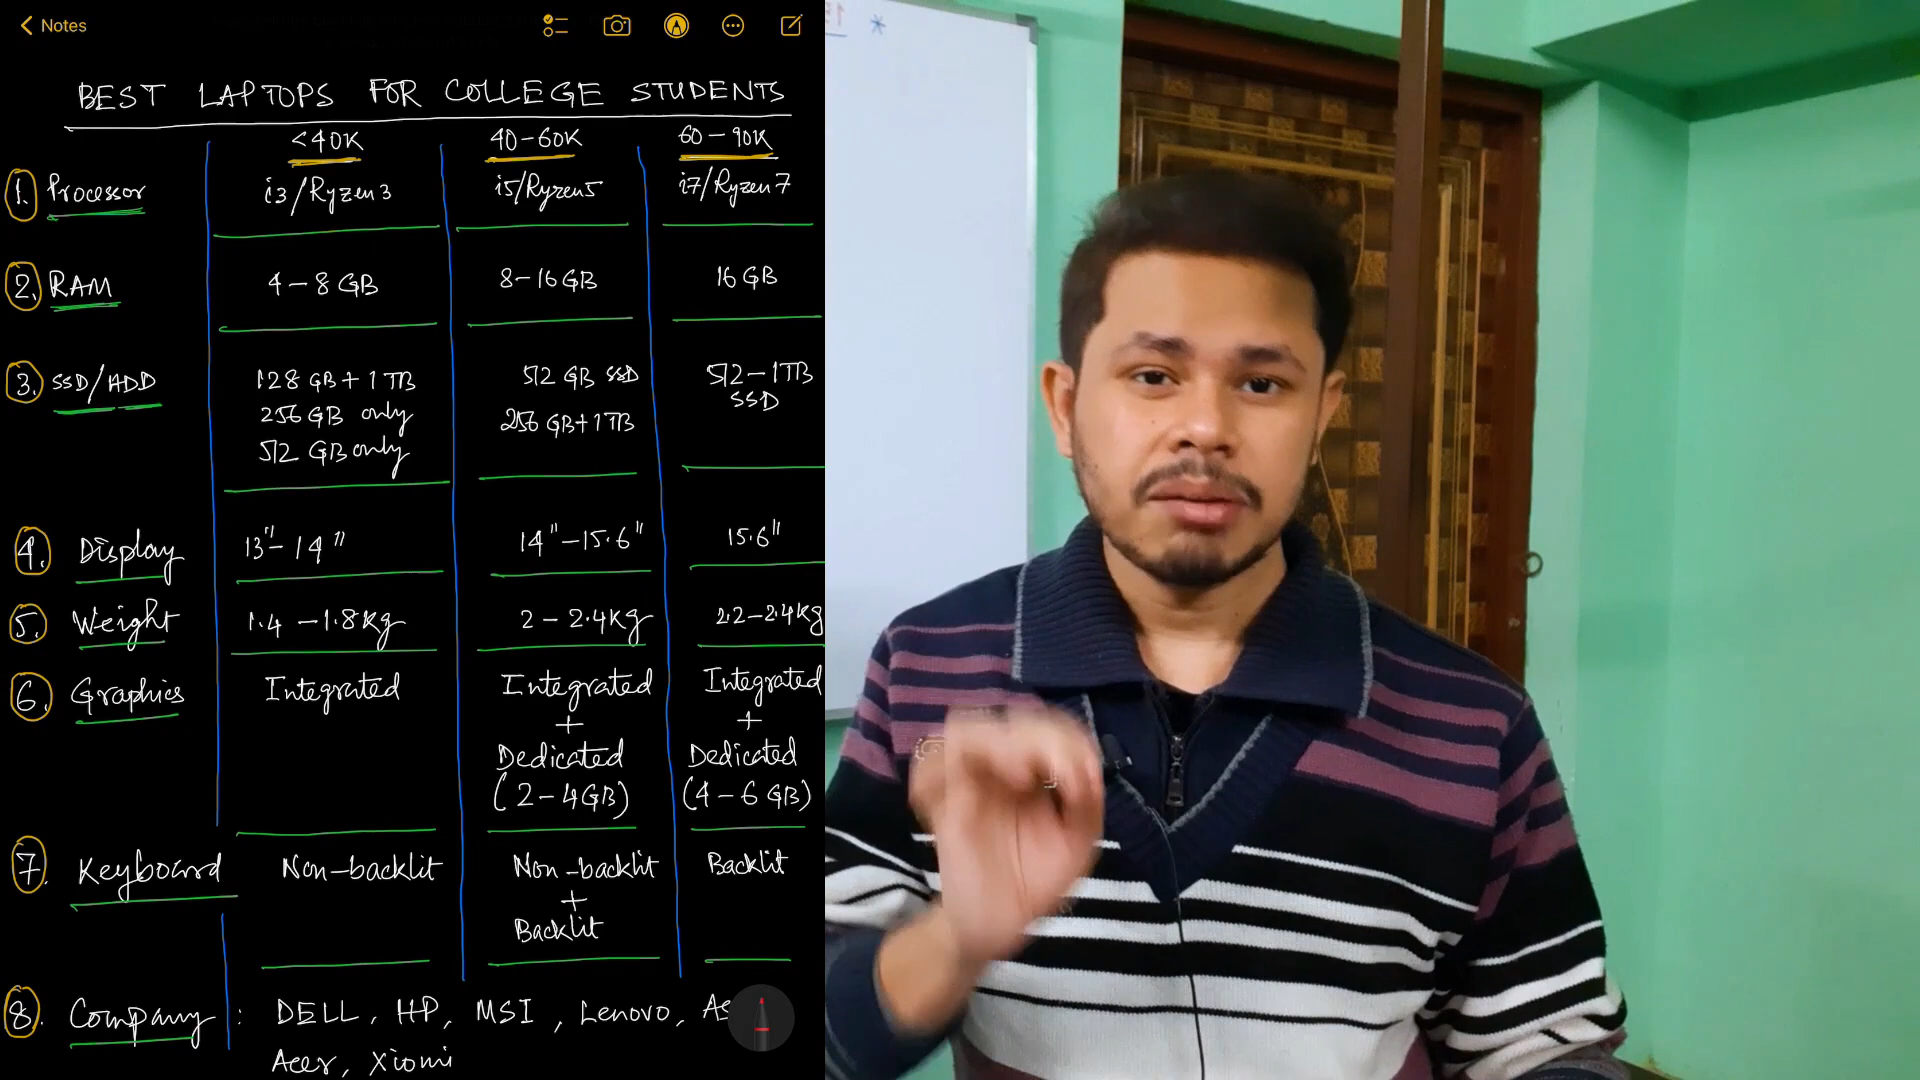 Notes
BEST LAPTOPS FOR COLLEGE STUDENTS
<40K 40-60K 60-90K
1. Processor i3/Ryzen3 i5/Ryzen5 i7/Ryzen 7
2. RAM 4-8 GB 8-16 GB 16 GB
3. SSD/HDD 128 GB + 1 TB 512 GB SSD 512-1TB
SSD
256 GB only 256 GB + 1 TB
512 GB only
4. Display 13"-14" 14"-15.6" 15.6"
5. Weight 1.4-1.8Kg 2-2.4Kg 2.2-2.4Kg
6. Graphics Integrated Integrated Integrated
+ +
Dedicated Dedicated
(2-4GB) (4-6 GB)
7. Keyboard Non-backlit Non-backlit Backlit
+
Backlit
8. Company : DELL, HP, MSI, Lenovo, As
Acer, Xiomi